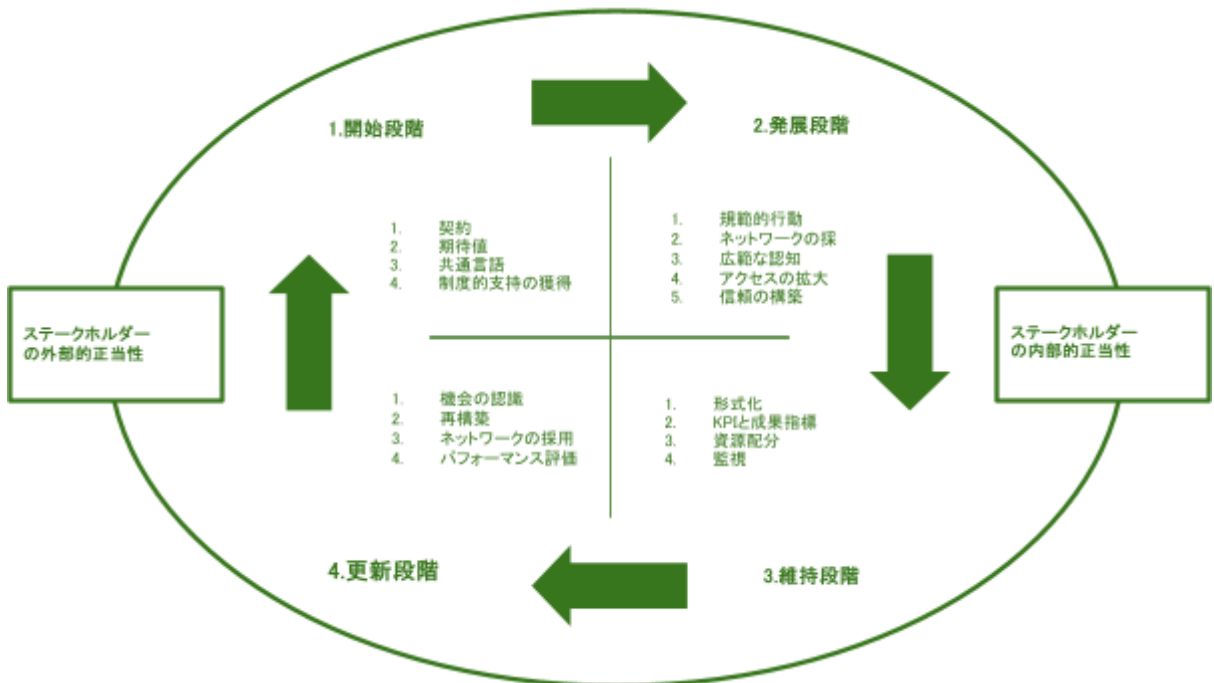 1.開始段階
2.発展段階
1. 契約
2. 期待値
3. 共通言語
4. 制度的支持の獲得
1. 規範的行動
2. ネットワークの採
3. 広範な認知
4. アクセスの拡大
5. 信頼の構築
ステークホルダー
の外部的正当性
ステークホルダー
の内部的正当性
1. 機会の認識
2. 再構築
3. ネットワークの採用
4. パフォーマンス評価
1. 形式化
2. KPIと成果指標
3. 資源配分
4. 監視
4.更新段階
3.維持段階